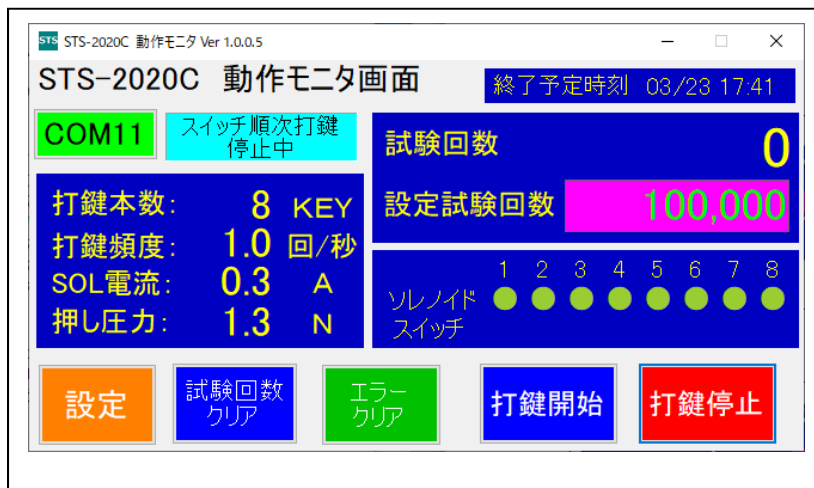 STS STS-2020C 動作モニタ Ver 1.0.0.5
STS-2020C 動作モニタ画面
終了予定時刻 03/23 17:41
COM11
スイッチ順次打鍵
停止中
試験回数 0
設定試験回数 100,000
打鍵本数: 8 KEY
打鍵頻度: 1.0 回/秒
SOL電流: 0.3 A
押し圧力: 1.3 N
1 2 3 4 5 6 7 8
ソレノイド
スイッチ
設定
試験回数
クリア
エラー
クリア
打鍵開始
打鍵停止